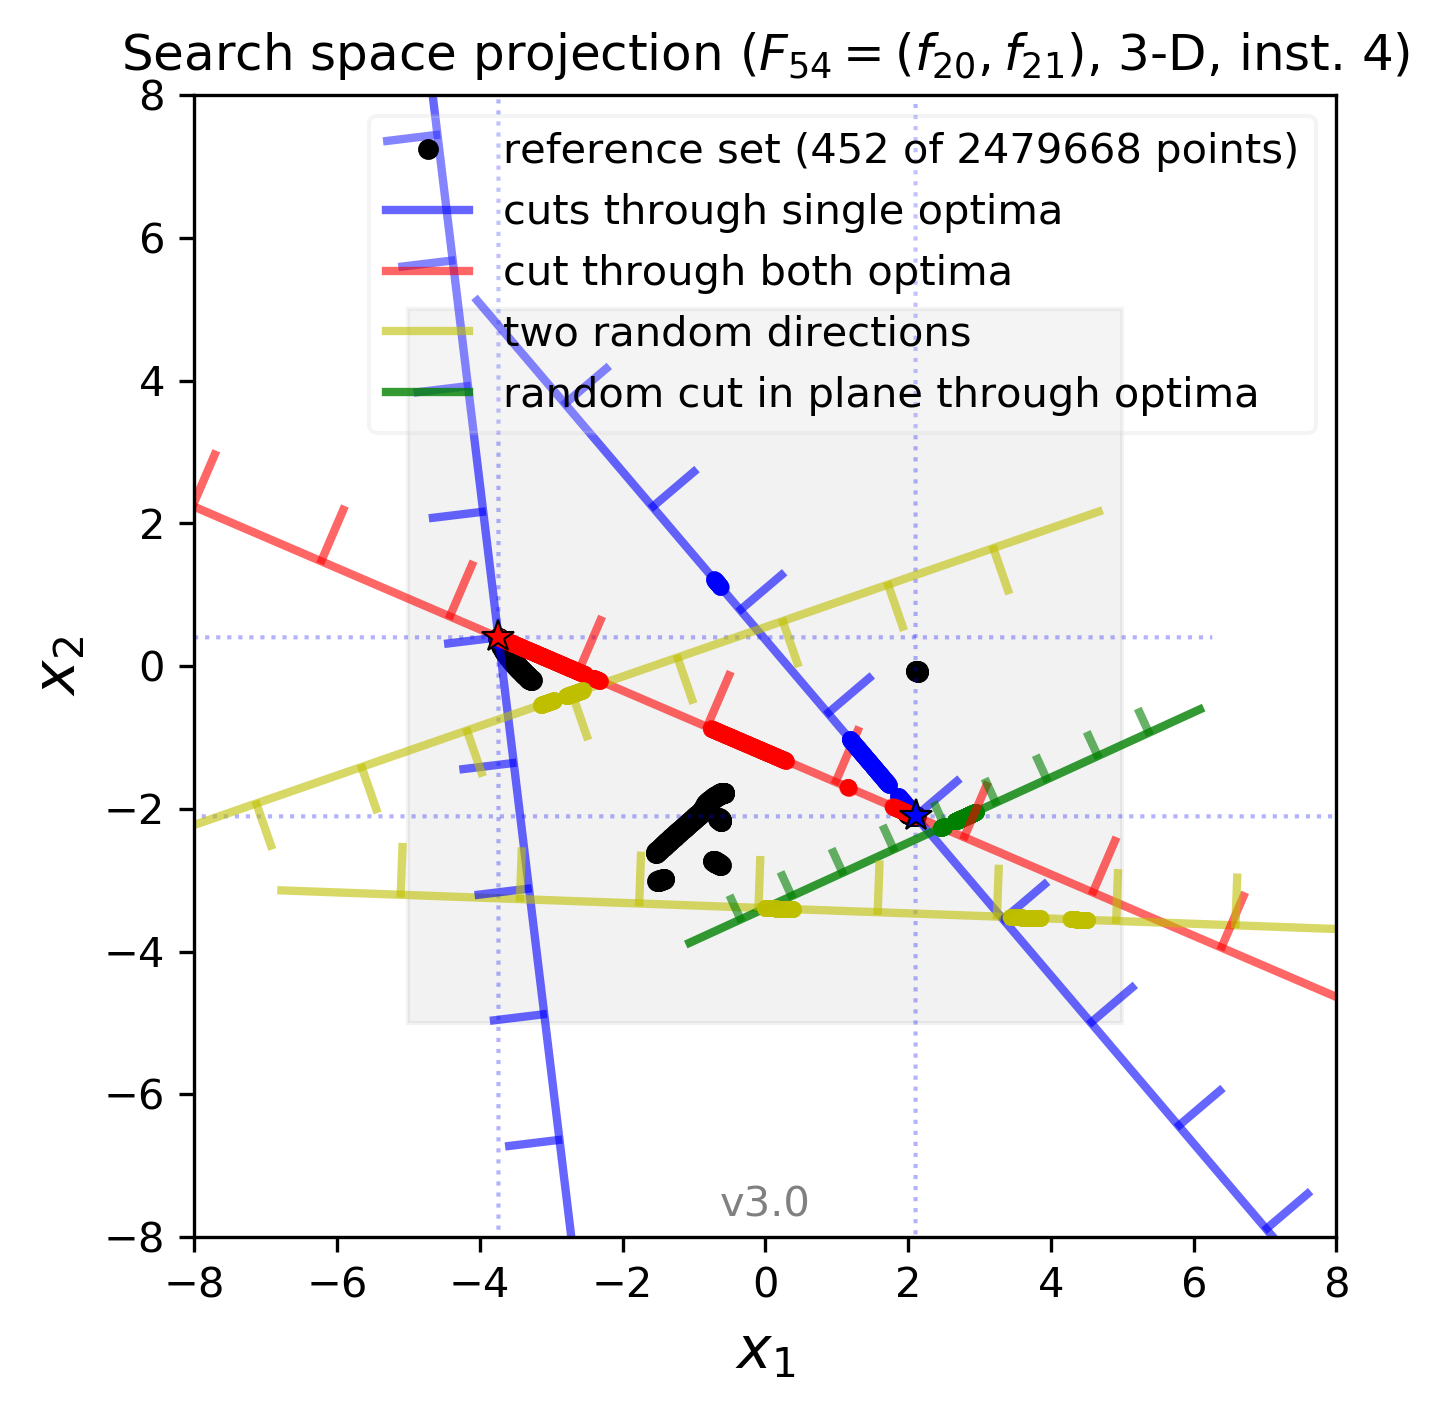 Search space projection (F54 = (f20, f21), 3-D, inst. 4)
reference set (452 of 2479668 points)
cuts through single optima
cut through both optima
two random directions
random cut in plane through optima
8
6
4
2
0
−2
−4
−6
−8
x2
v3.0
−8 −6 −4 −2 0 2 4 6 8
x1